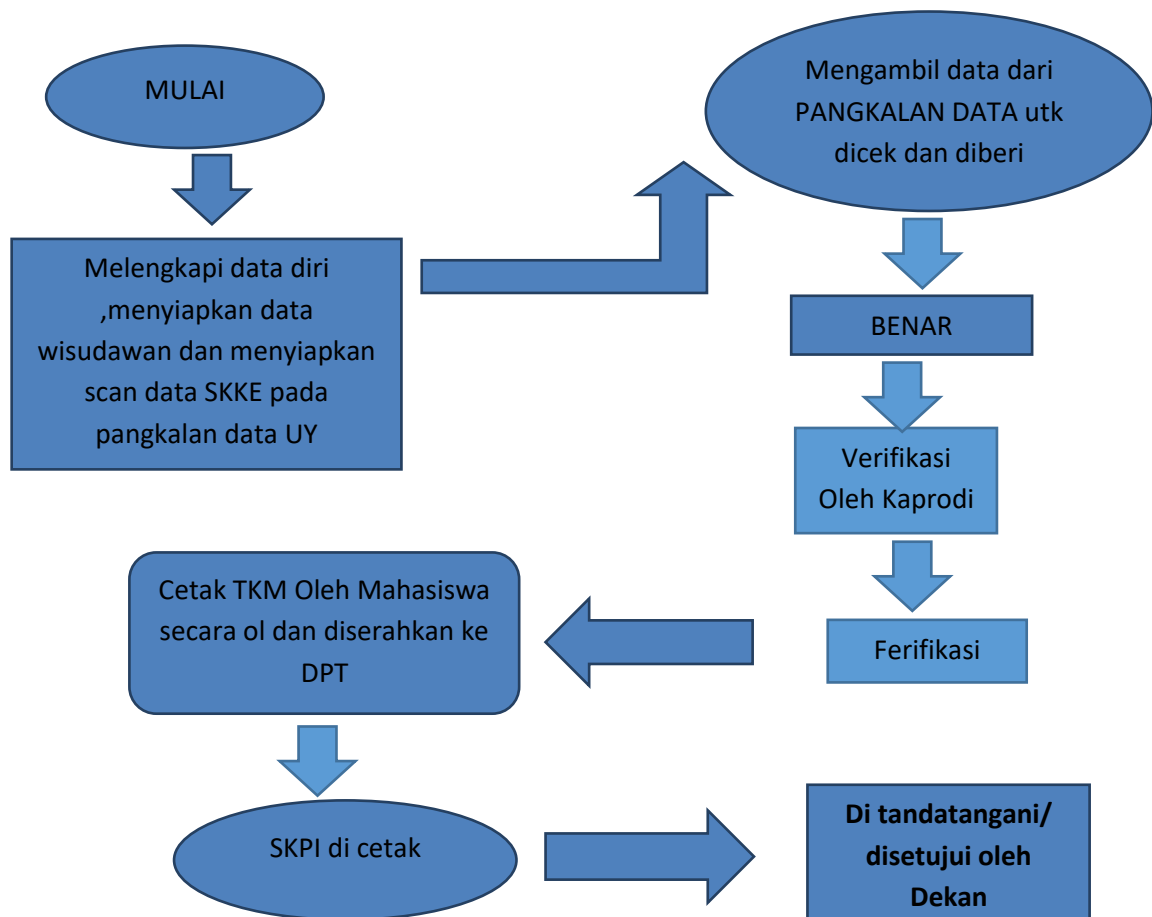 MULAI
Melengkapi data diri
,menyiapkan data
wisudawan dan menyiapkan
scan data SKKE pada
pangkalan data UY
Mengambil data dari
PANGKALAN DATA utk
dicek dan diberi
BENAR
Verifikasi
Oleh Kaprodi
Ferifikasi
Cetak TKM Oleh Mahasiswa
secara ol dan diserahkan ke
DPT
SKPI di cetak
Di tandatangani/
disetujui oleh
Dekan